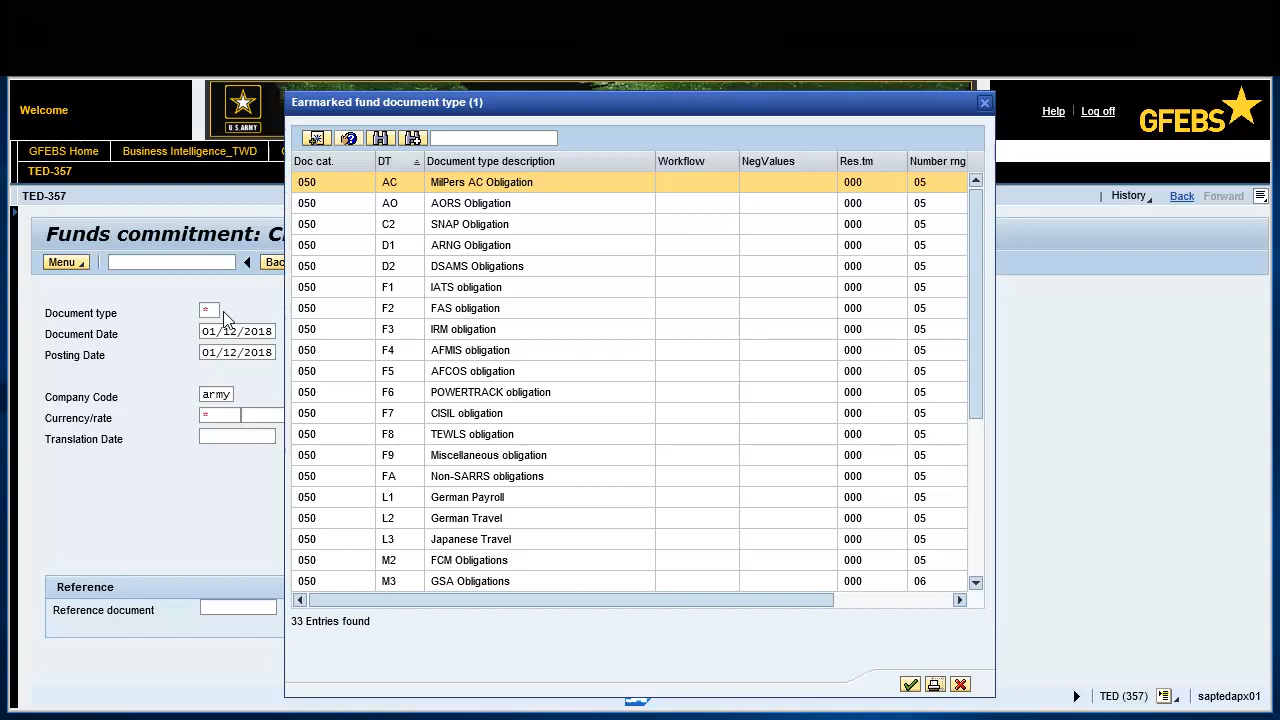 Welcome
U.S.ARMY
Help | Log off
GFEBS
GFEBS Home
Business Intelligence_TWD
TED-357
TED-357
History
Back
Forward
Funds commitment: C
Menu
Bac
Document type *
Document Date 01/12/2018
Posting Date 01/12/2018
Company Code army
Currency/rate *
Translation Date
Reference
Reference document
Earmarked fund document type (1)
Doc cat. DT Document type description Workflow NegValues Res.tm Number rng
050 AC MilPers AC Obligation 000 05
050 AO AORS Obligation 000 05
050 C2 SNAP Obligation 000 05
050 D1 ARNG Obligation 000 05
050 D2 DSAMS Obligations 000 05
050 F1 IATS obligation 000 05
050 F2 FAS obligation 000 05
050 F3 IRM obligation 000 05
050 F4 AFMIS obligation 000 05
050 F5 AFCOS obligation 000 05
050 F6 POWERTRACK obligation 000 05
050 F7 CISIL obligation 000 05
050 F8 TEWLS obligation 000 05
050 F9 Miscellaneous obligation 000 05
050 FA Non-SARRS obligations 000 05
050 L1 German Payroll 000 05
050 L2 German Travel 000 05
050 L3 Japanese Travel 000 05
050 M2 FCM Obligations 000 05
050 M3 GSA Obligations 000 06
33 Entries found
TED (357)
saptedapx01